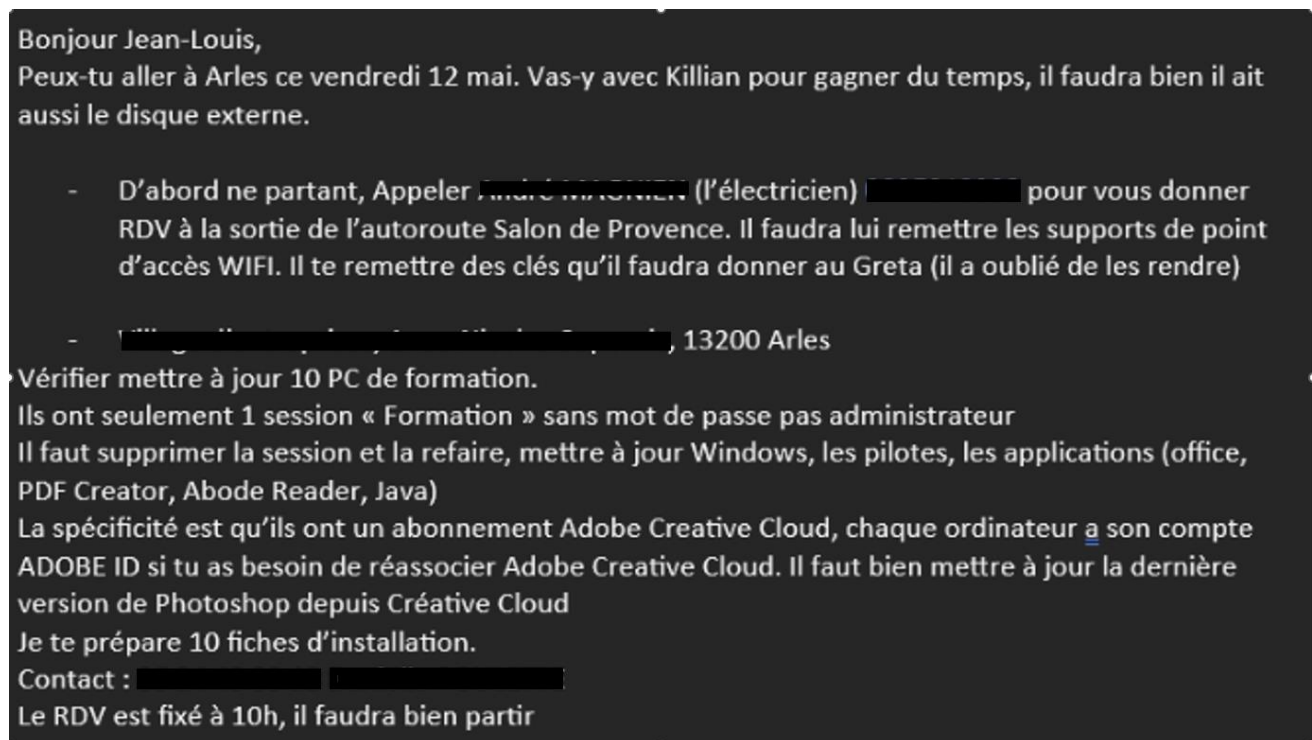 Bonjour Jean-Louis,
Peux-tu aller à Arles ce vendredi 12 mai. Vas-y avec Killian pour gagner du temps, il faudra bien il ait
aussi le disque externe.
- D’abord ne partant, Appeler (l’électricien) pour vous donner
RDV à la sortie de l’autoroute Salon de Provence. Il faudra lui remettre les supports de point
d’accès WIFI. Il te remettre des clés qu’il faudra donner au Greta (il a oublié de les rendre)
- , 13200 Arles
Vérifier mettre à jour 10 PC de formation.
Ils ont seulement 1 session « Formation » sans mot de passe pas administrateur
Il faut supprimer la session et la refaire, mettre à jour Windows, les pilotes, les applications (office,
PDF Creator, Abode Reader, Java)
La spécificité est qu’ils ont un abonnement Adobe Creative Cloud, chaque ordinateur a son compte
ADOBE ID si tu as besoin de réassocier Adobe Creative Cloud. Il faut bien mettre à jour la dernière
version de Photoshop depuis Créative Cloud
Je te prépare 10 fiches d’installation.
Contact :
Le RDV est fixé à 10h, il faudra bien partir